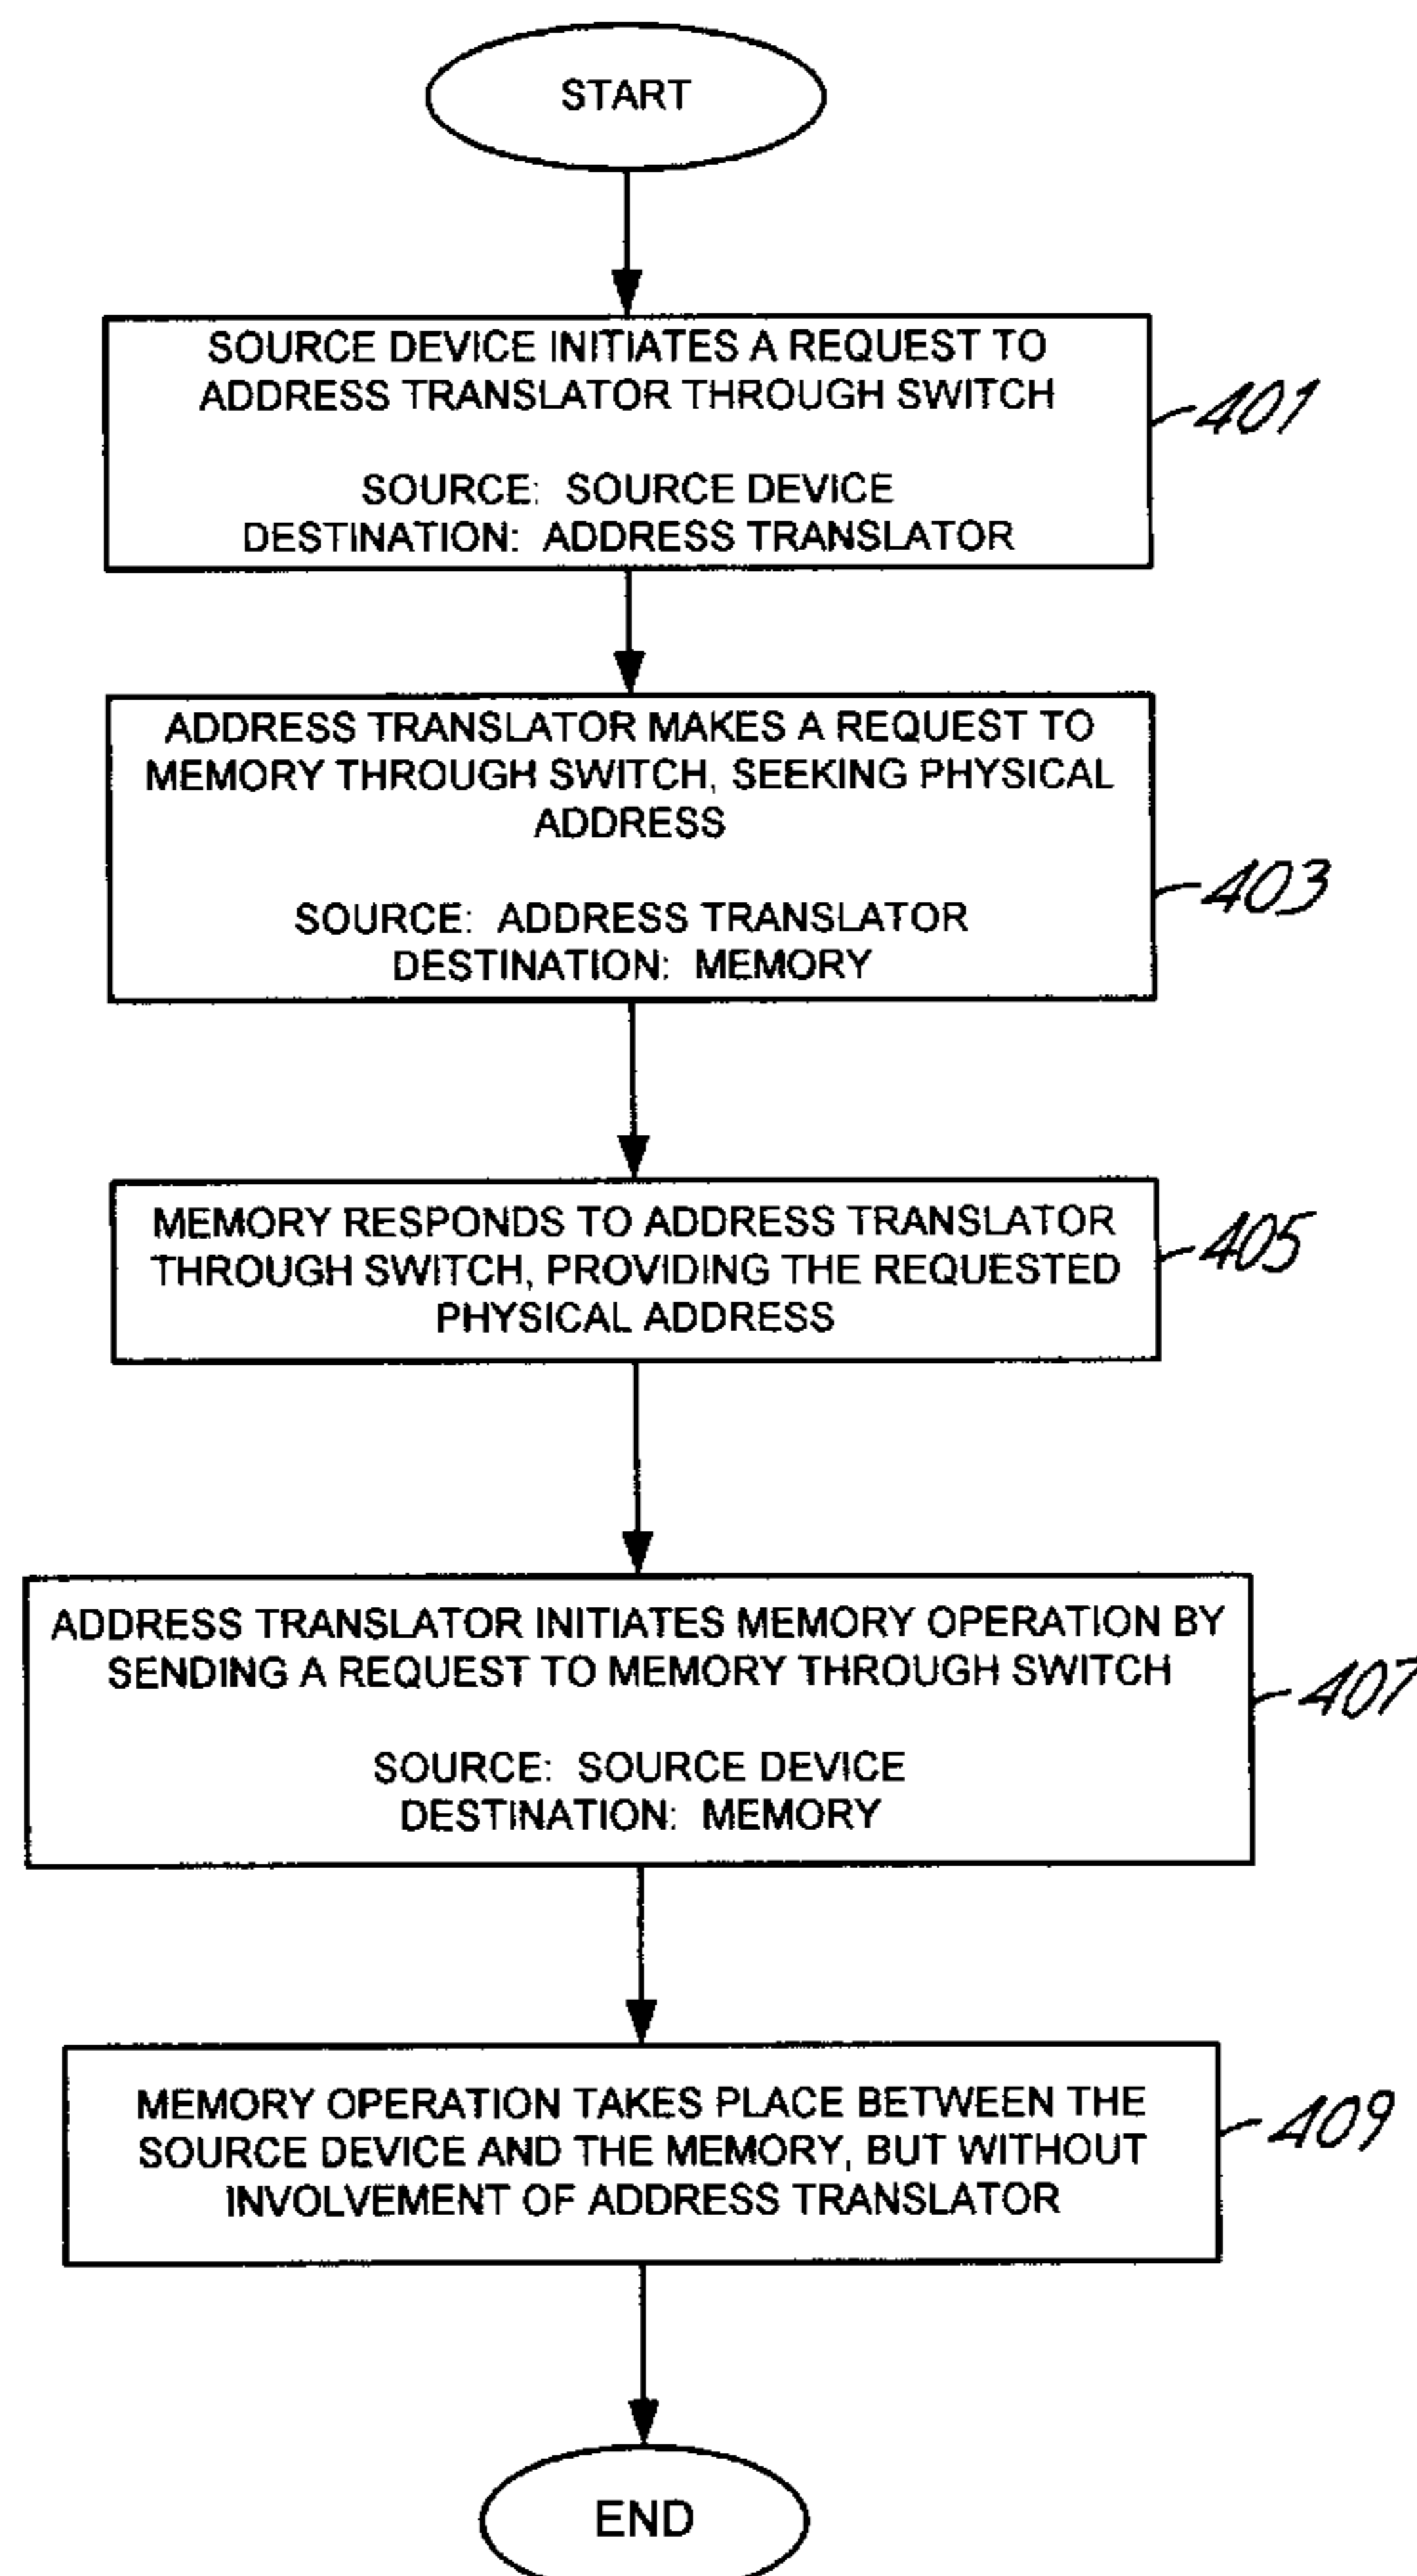 START
SOURCE DEVICE INITIATES A REQUEST TO
ADDRESS TRANSLATOR THROUGH SWITCH
SOURCE: SOURCE DEVICE
DESTINATION: ADDRESS TRANSLATOR
401
ADDRESS TRANSLATOR MAKES A REQUEST TO
MEMORY THROUGH SWITCH, SEEKING PHYSICAL
ADDRESS
SOURCE: ADDRESS TRANSLATOR
DESTINATION: MEMORY
403
MEMORY RESPONDS TO ADDRESS TRANSLATOR
THROUGH SWITCH, PROVIDING THE REQUESTED
PHYSICAL ADDRESS
405
ADDRESS TRANSLATOR INITIATES MEMORY OPERATION BY
SENDING A REQUEST TO MEMORY THROUGH SWITCH
SOURCE: SOURCE DEVICE
DESTINATION: MEMORY
407
MEMORY OPERATION TAKES PLACE BETWEEN THE
SOURCE DEVICE AND THE MEMORY, BUT WITHOUT
INVOLVEMENT OF ADDRESS TRANSLATOR
409
END